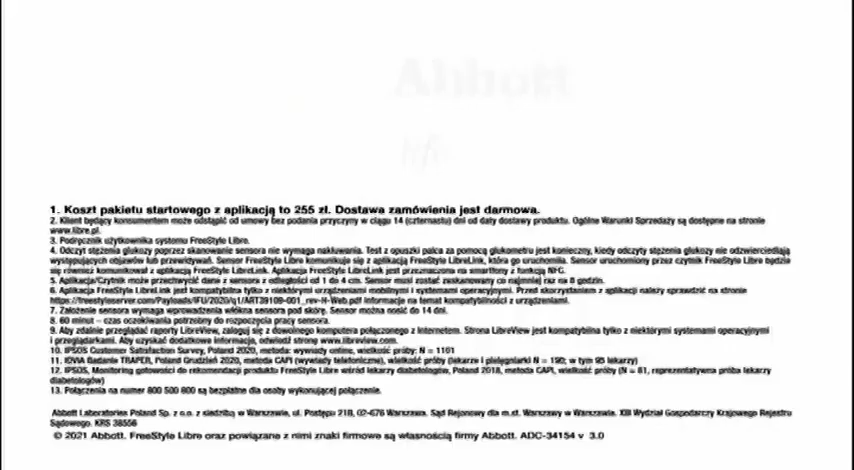 Abbott
1. Koszt pakietu startowego z aplikacją to 255 zł. Dostawa zamówienia jest darmowa.
2. Klient będący konsumentem może odstąpić od umowy bez podania przyczyny w ciągu 14 (czternastu) dni od daty dostawy produktu. Ogólne Warunki Sprzedaży są dostępne na stronie
www.libre.pl.
3. Podręcznik użytkownika systemu FreeStyle Libre.
4. Odczyt stężenia glukozy poprzez skanowanie sensora nie wymaga nakłuwania. Test z opuszki palca za pomocą glukometru jest konieczny, kiedy odczyty stężenia glukozy nie odzwierciedlają
występujących objawów lub przewidywań. Sensor FreeStyle Libre komunikuje się z aplikacją FreeStyle LibreLink, która go uruchomiła. Sensor uruchomiony przez czytnik FreeStyle Libre będzie
się również komunikował z aplikacją FreeStyle LibreLink. Aplikacja FreeStyle LibreLink jest przeznaczona na smartfony z funkcją NFC.
5. Aplikacja/Czytnik może przechwycić dane z sensora z odległości od 1 do 4 cm. Sensor musi zostać zeskanowany co najmniej raz na 8 godzin.
6. Aplikacja FreeStyle LibreLink jest kompatybilna tylko z niektórymi urządzeniami mobilnymi i systemami operacyjnymi. Przed skorzystaniem z aplikacji należy sprawdzić na stronie
https://freestyleserver.com/Payloads/IFU/2020/q1/ART39109-001_rev-H-Web.pdf Informacje na temat kompatybilności z urządzeniami.
7. Założenie sensora wymaga wprowadzenia włókna sensora pod skórę. Sensor można nosić do 14 dni.
8. 60 minut – czas oczekiwania potrzebny do rozpoczęcia pracy sensora.
9. Aby zdalnie przeglądać raporty LibreView, zaloguj się z dowolnego komputera połączonego z Internetem. Strona LibreView jest kompatybilna tylko z niektórymi systemami operacyjnymi
i przeglądarkami. Aby uzyskać dodatkowe informacje, odwiedź stronę www.libreview.com.
10. IPSOS Customer Satisfaction Survey, Poland 2020, metoda: wywiady online, wielkość próby: N = 1161
11. IQVIA Badanie TRAPER, Poland Grudzień 2020, metoda CAPI (wywiady telefoniczne), wielkość próby (lekarze i pielęgniarki N = 190; w tym 95 lekarzy)
12. IPSOS, Monitoring gotowości do rekomendacji produktu FreeStyle Libre wśród lekarzy diabetologów, Poland 2018, metoda CAPI, wielkość próby (N = 81, reprezentatywna próba lekarzy
diabetologów)
13. Połączenia na numer 800 500 800 są bezpłatne dla osoby wykonującej połączenie.
Abbott Laboratories Poland Sp. z o.o. z siedzibą w Warszawie, ul. Postępu 21B, 02-676 Warszawa. Sąd Rejonowy dla m.st. Warszawy w Warszawie. XIII Wydział Gospodarczy Krajowego Rejestru
Sądowego. KRS 38556
© 2021 Abbott. FreeStyle Libre oraz powiązane z nimi znaki firmowe są własnością firmy Abbott. ADC-34154 v 3.0